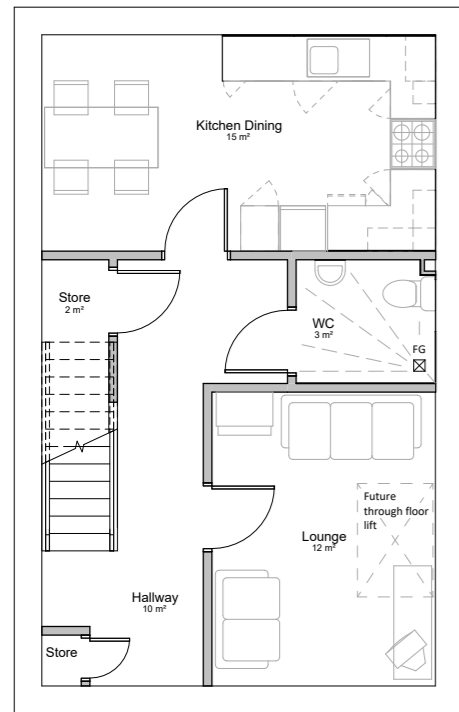 Kitchen Dining
15 m²
Store
2 m²
WC
3 m²
FG
Future
through floor
lift
Lounge
12 m²
Hallway
10 m²
Store